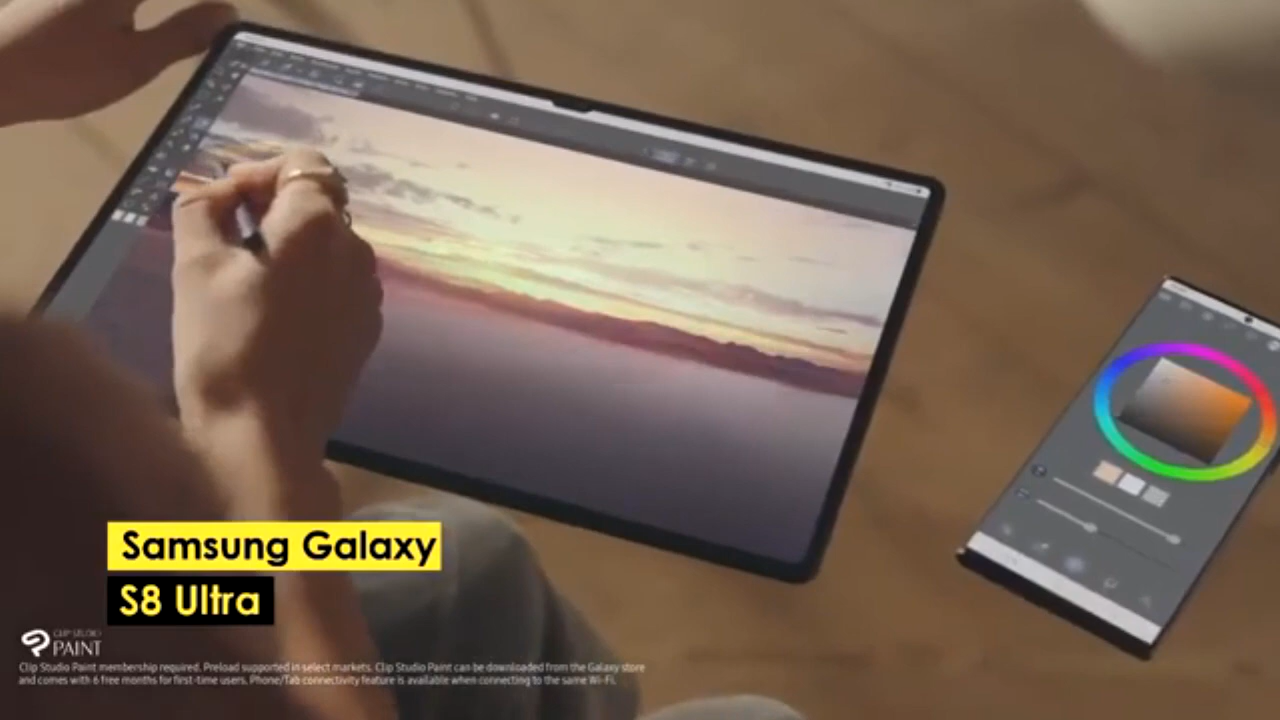 Samsung Galaxy
S8 Ultra
CLIP STUDIO
PAINT
Clip Studio Paint membership required. Preload supported in select markets. Clip Studio Paint can be downloaded from the Galaxy store
and comes with 6 free months for first-time users. Phone/Tab connectivity feature is available when connecting to the same Wi-Fi.